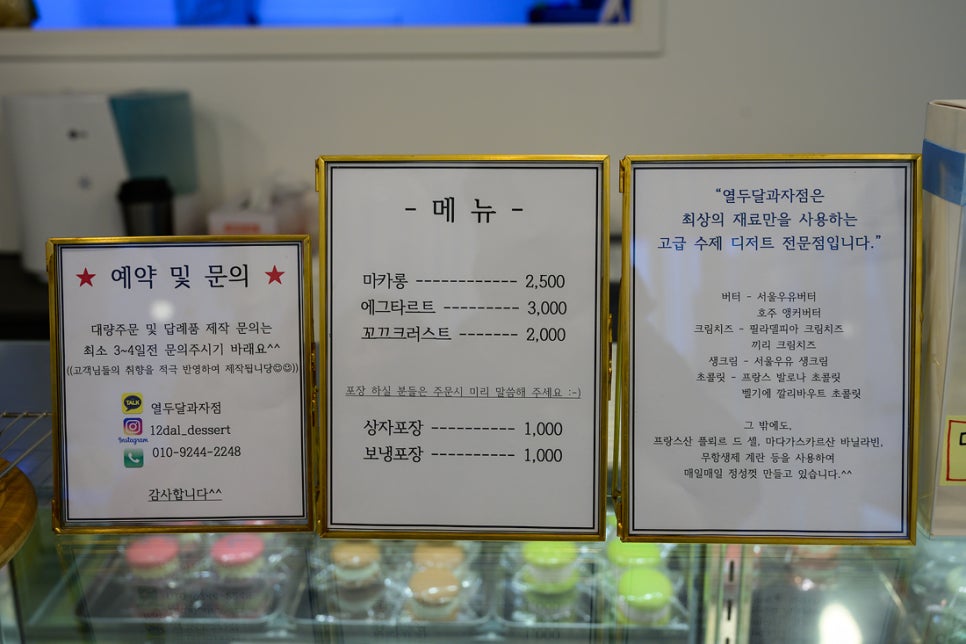 ★ 예약 및 문의 ★
대량주문 및 답례품 제작 문의는
최소 3~4일전 문의주시기 바래요^^
((고객님들의 취향을 적극 반영하여 제작됩니당☺☺))
TALK 열두달과자점
Instagram 12dal_dessert
010-9244-2248
감사합니다^^
- 메 뉴 -
마카롱 ------------- 2,500
에그타르트 ---------- 3,000
꼬끄크러스트 -------- 2,000
포장 하실 분들은 주문시 미리 말씀해 주세요 :-)
상자포장 ----------- 1,000
보냉포장 ----------- 1,000
“열두달과자점은
최상의 재료만을 사용하는
고급 수제 디저트 전문점입니다.”
버터 - 서울우유버터
호주 앵커버터
크림치즈 - 필라델피아 크림치즈
끼리 크림치즈
생크림 - 서울우유 생크림
초콜릿 - 프랑스 발로나 초콜릿
벨기에 깔리바우트 초콜릿
그 밖에도,
프랑스산 플뢰르 드 셀, 마다가스카르산 바닐라빈,
무항생제 계란 등을 사용하여
매일매일 정성껏 만들고 있습니다.^^